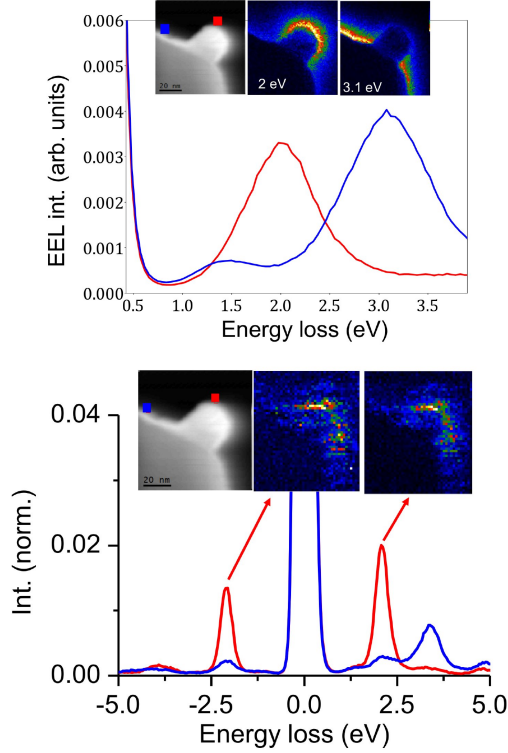 0.006
0.005
0.004
0.003
0.002
0.001
0.000
EEL int. (arb. units)
20 nm
2 eV
3.1 eV
0.5 1.0 1.5 2.0 2.5 3.0 3.5
Energy loss (eV)
0.04
0.02
0.00
Int. (norm.)
20 nm
-5.0 -2.5 0.0 2.5 5.0
Energy loss (eV)